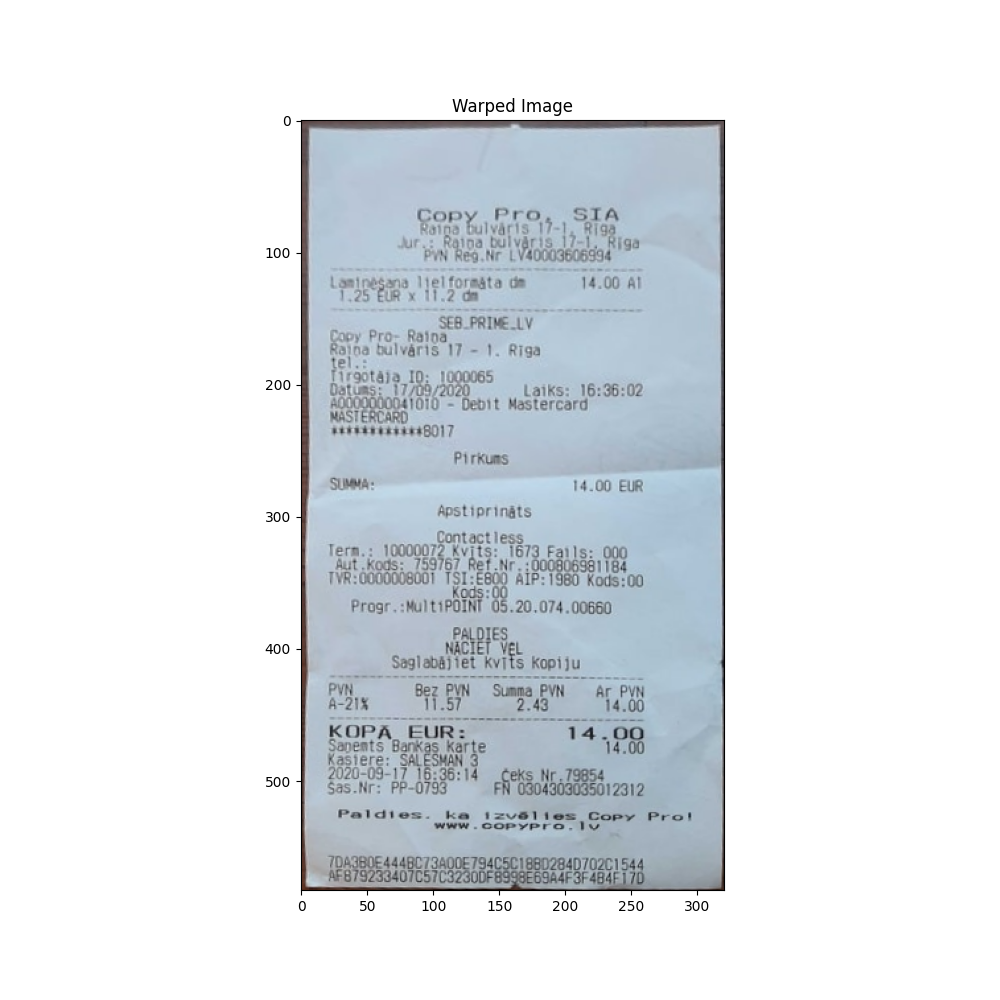 Warped Image
Copy Pro, SIA
Raiņa bulvāris 17-1, Rīga
Jur.: Raiņa bulvāris 17-1, Rīga
PVN Reg.Nr LV40003606994
Laminēšana lielformāta dm 14.00 A1
1.25 EUR x 11.2 dm
SEB_PRIME_LV
Copy Pro- Raiņa
Raiņa bulvāris 17 - 1. Rīga
tel.:
Tirgotāja ID: 1000065
Datums: 17/09/2020 Laiks: 16:36:02
A0000000041010 - Debit Mastercard
MASTERCARD
************8017
Pirkums
SUMMA: 14.00 EUR
Apstiprināts
Contactless
Term.: 10000072 Kvīts: 1673 Fails: 000
Aut.kods: 759767 Ref.Nr.:000806981184
TVR:0000008001 TSI:E800 AIP:1980 Kods:00
Kods:00
Progr.:MultiPOINT 05.20.074.00660
PALDIES
NĀCIET VĒL
Saglabājiet kvīts kopiju
PVN Bez PVN Summa PVN Ar PVN
A-21% 11.57 2.43 14.00
KOPĀ EUR: 14.00
Saņemts Bankas karte 14.00
Kasiere: SALESMAN 3
2020-09-17 16:36:14 Čeks Nr.79854
Šas.Nr: PP-0793 FN 0304303035012312
Paldies. ka izvēlies Copy Pro!
www.copypro.lv
7DA3B0E444BC73A00E794C5C18BD284D702C1544
AF879233407C57C3230DF8998E69A4F3F4B4F170
0
100
200
300
400
500
0 50 100 150 200 250 300